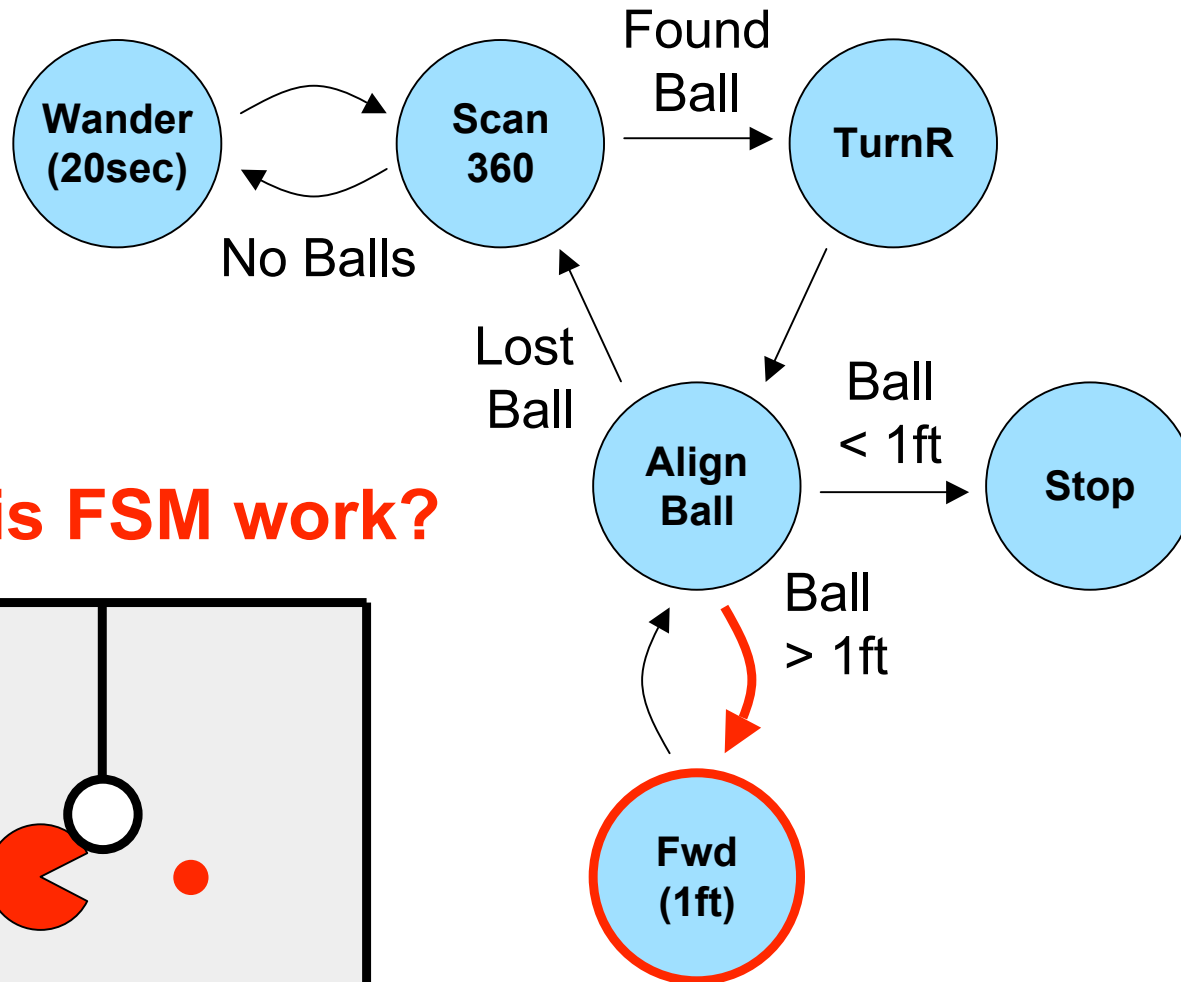 Found
Ball
Wander
(20sec)
Scan
360
TurnR
No Balls
Lost
Ball
Ball
< 1ft
Align
Ball
Stop
is FSM work?
Ball
> 1ft
Fwd
(1ft)